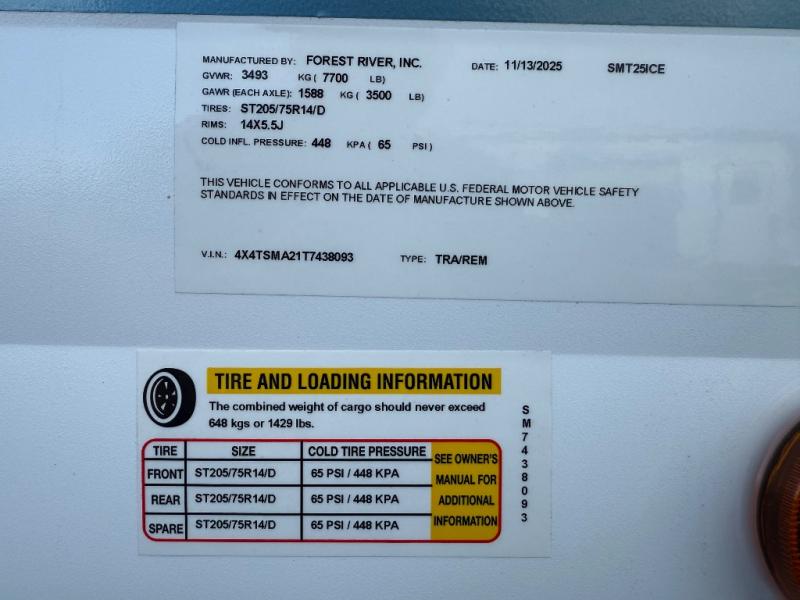 MANUFACTURED BY: FOREST RIVER, INC. DATE: 11/13/2025 SMT25ICE
GVWR: 3493 KG ( 7700 LB)
GAWR (EACH AXLE): 1588 KG ( 3500 LB)
TIRES: ST205/75R14/D
RIMS: 14X5.5J
COLD INFL. PRESSURE: 448 KPA ( 65 PSI )
THIS VEHICLE CONFORMS TO ALL APPLICABLE U.S. FEDERAL MOTOR VEHICLE SAFETY
STANDARDS IN EFFECT ON THE DATE OF MANUFACTURE SHOWN ABOVE.
V.I.N.: 4X4TSMA21T7438093 TYPE: TRA/REM
TIRE AND LOADING INFORMATION
The combined weight of cargo should never exceed
648 kgs or 1429 lbs.
TIRE SIZE COLD TIRE PRESSURE
FRONT ST205/75R14/D 65 PSI / 448 KPA
REAR ST205/75R14/D 65 PSI / 448 KPA
SPARE ST205/75R14/D 65 PSI / 448 KPA
SEE OWNER'S
MANUAL FOR
ADDITIONAL
INFORMATION
SM7438093